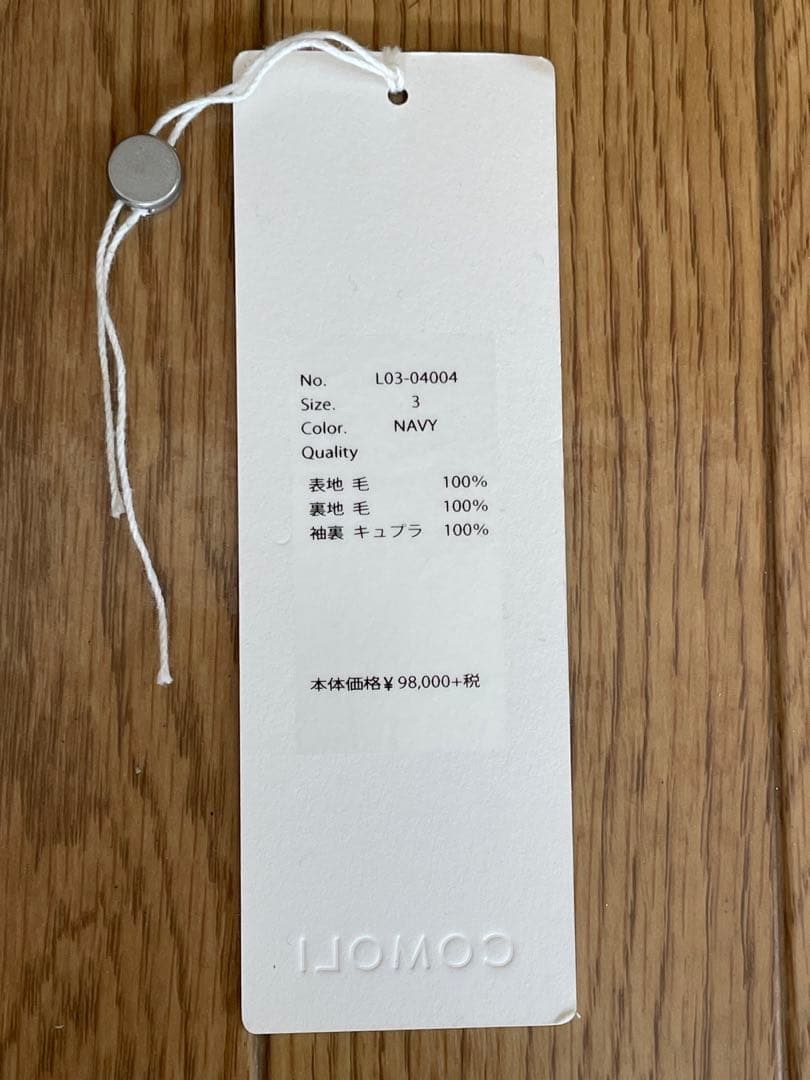 No. L03-04004
Size. 3
Color. NAVY
Quality
表地 毛 100%
裏地 毛 100%
袖裏 キュプラ 100%
本体価格¥98,000+税
COMOLI